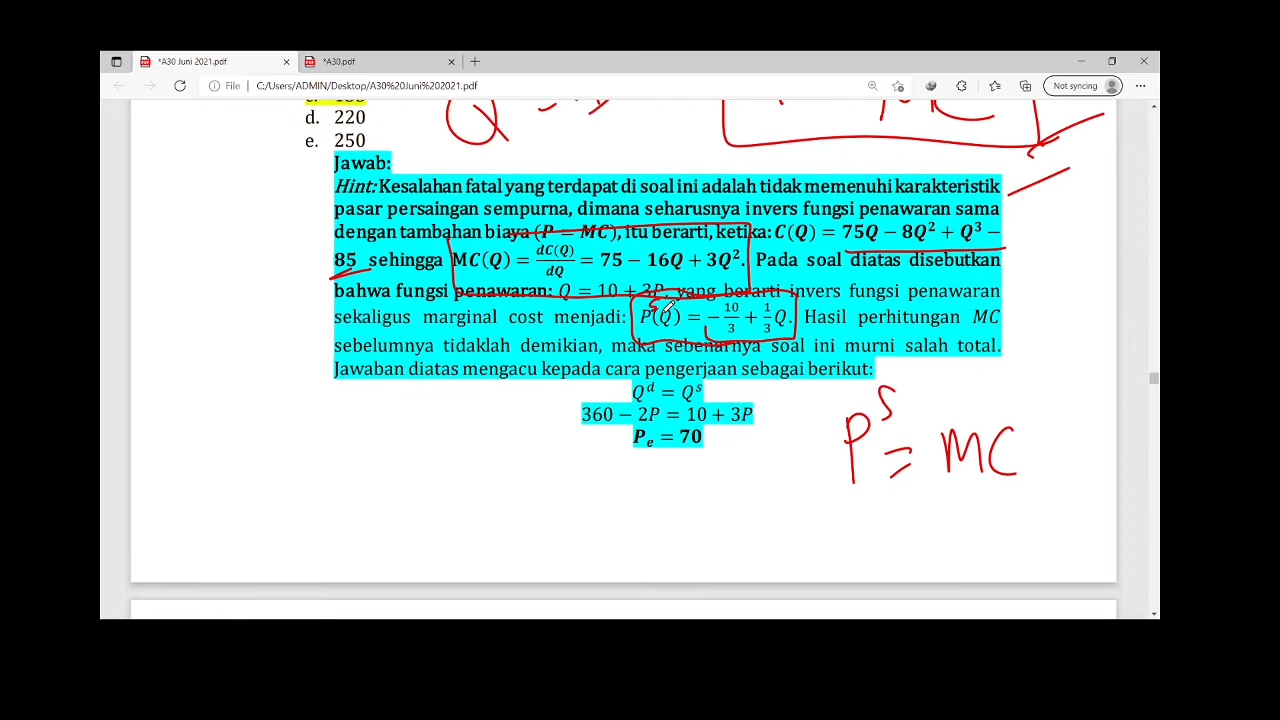 *A30 Juni 2021.pdf
*A30.pdf
File C:/Users/ADMIN/Desktop/A30%20Juni%202021.pdf
Not syncing
d. 220
e. 250
Jawab:
Hint: Kesalahan fatal yang terdapat di soal ini adalah tidak memenuhi karakteristik
pasar persaingan sempurna, dimana seharusnya invers fungsi penawaran sama
dengan tambahan biaya (P = MC), itu berarti, ketika: C(Q) = 75Q − 8Q² + Q³ −
85 sehingga MC(Q) = dC(Q)/dQ = 75 − 16Q + 3Q². Pada soal diatas disebutkan
bahwa fungsi penawaran: Q = 10 + 3P, yang berarti invers fungsi penawaran
sekaligus marginal cost menjadi: P(Q) = −10/3 + 1/3 Q. Hasil perhitungan MC
sebelumnya tidaklah demikian, maka sebenarnya soal ini murni salah total.
Jawaban diatas mengacu kepada cara pengerjaan sebagai berikut:
Qᵈ = Qˢ
360 − 2P = 10 + 3P
Pₑ = 70
Pˢ = MC